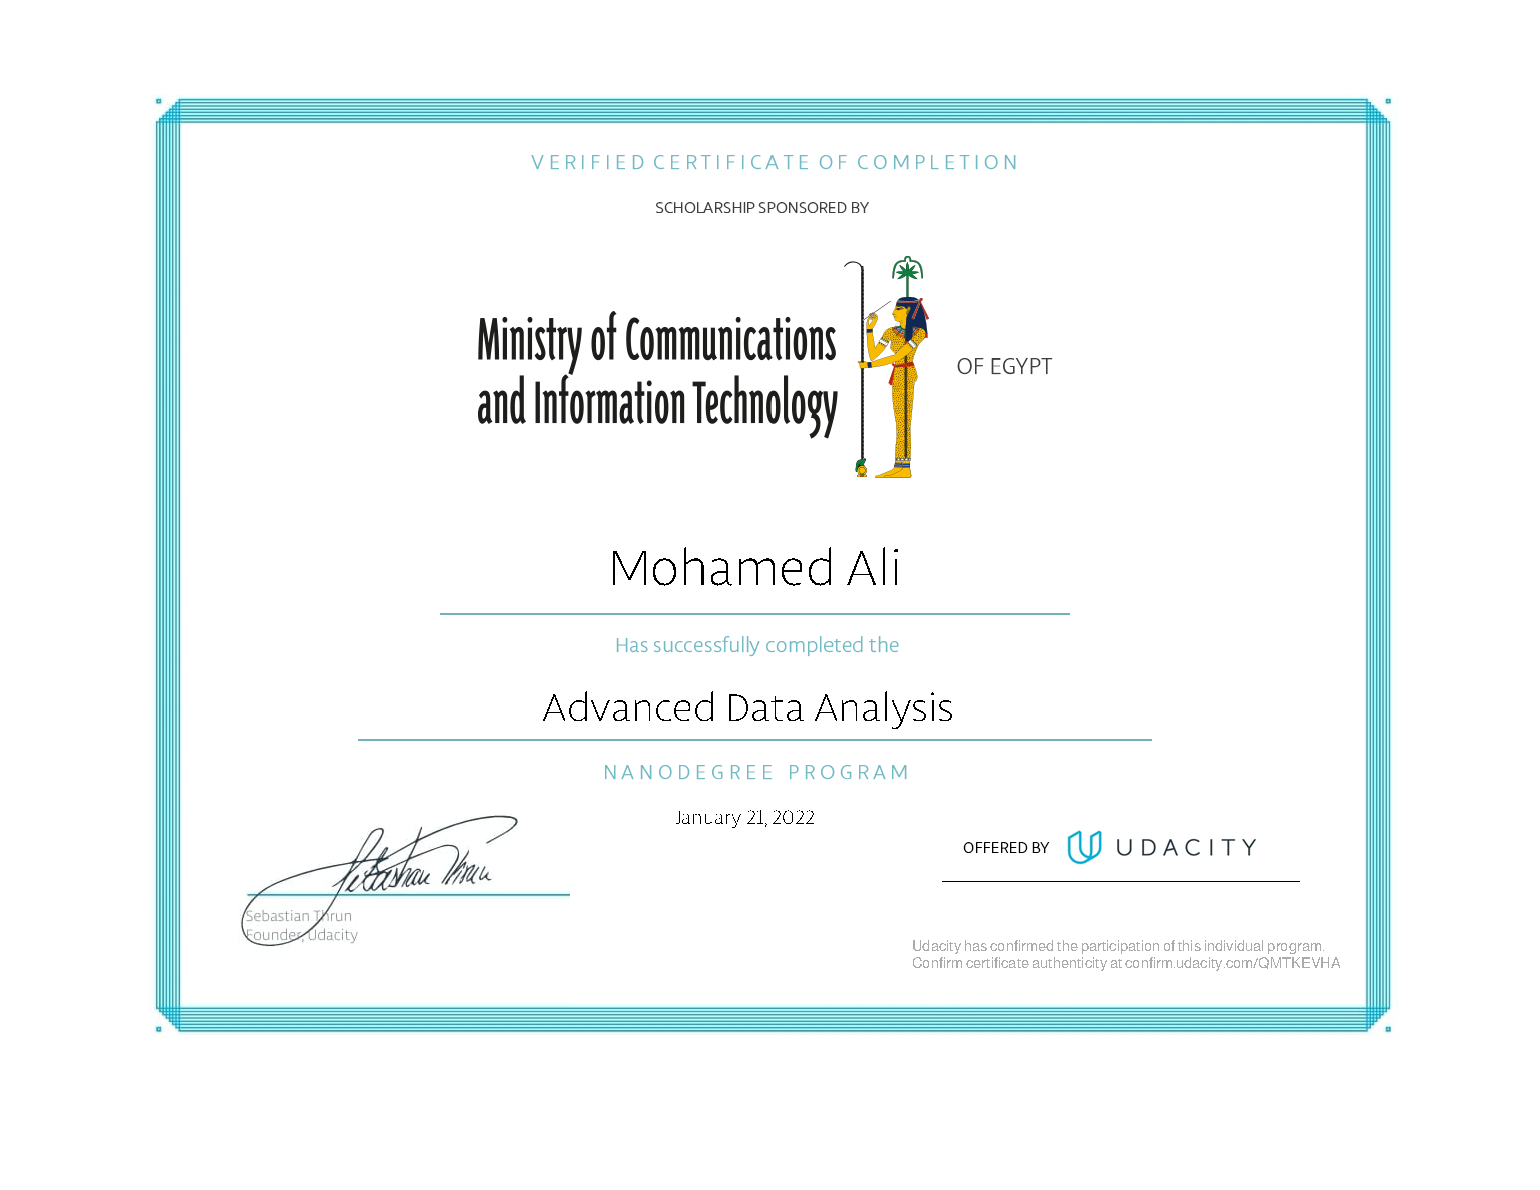 VERIFIED CERTIFICATE OF COMPLETION
SCHOLARSHIP SPONSORED BY
Ministry of Communications
and Information Technology
OF EGYPT
Mohamed Ali
Has successfully completed the
Advanced Data Analysis
NANODEGREE PROGRAM
January 21, 2022
Sebastian Thrun
Sebastian Thrun
Founder, Udacity
OFFERED BY UDACITY
Udacity has confirmed the participation of this individual program.
Confirm certificate authenticity at confirm.udacity.com/QMTKEVHA